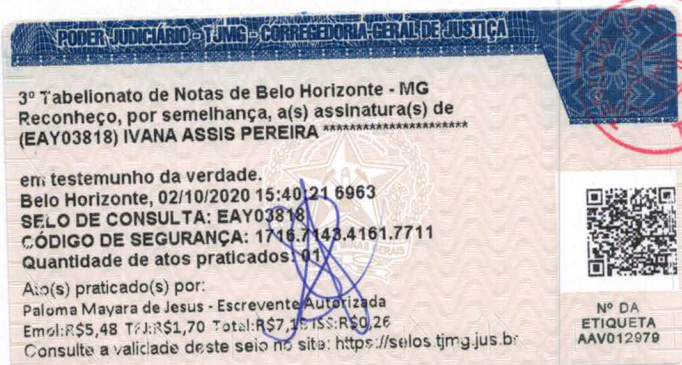 PODER JUDICIÁRIO - TJMG - CORREGEDORIA-GERAL DE JUSTIÇA
3º Tabelionato de Notas de Belo Horizonte - MG
Reconheço, por semelhança, a(s) assinatura(s) de
(EAY03818) IVANA ASSIS PEREIRA **********************
em testemunho da verdade.
Belo Horizonte, 02/10/2020 15:40:21 6963
SELO DE CONSULTA: EAY03818
CÓDIGO DE SEGURANÇA: 1716.7143.4161.7711
Quantidade de atos praticados: 01
Ato(s) praticado(s) por:
Paloma Mayara de Jesus - Escrevente Autorizada
Emol:R$5,48 TFJ:R$1,70 Total:R$7,18 ISS:R$0,26
Consulte a validade deste selo no site: https://selos.tjmg.jus.br
Nº DA
ETIQUETA
AAV012979